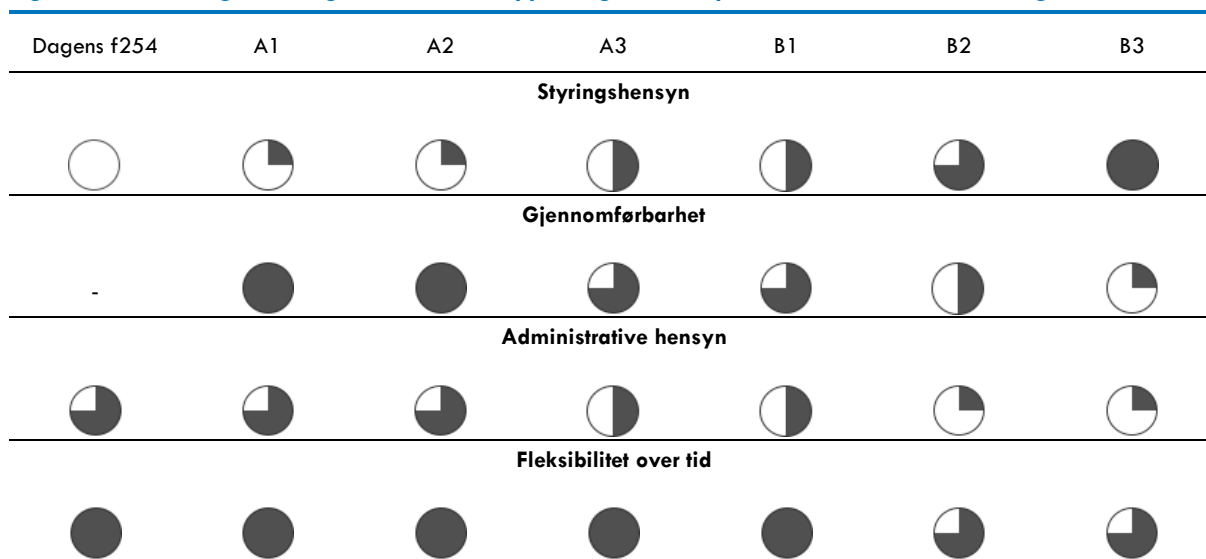 Dagens f254 A1 A2 A3 B1 B2 B3
Styringshensyn
Gjennomførbarhet
-
Administrative hensyn
Fleksibilitet over tid